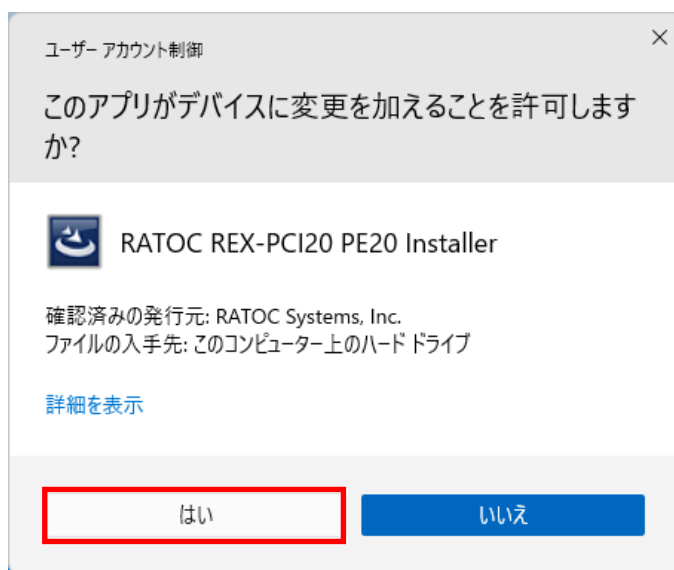 ユーザー アカウント制御
このアプリがデバイスに変更を加えることを許可します
か?
RATOC REX-PCI20 PE20 Installer
確認済みの発行元: RATOC Systems, Inc.
ファイルの入手先: このコンピューター上のハード ドライブ
詳細を表示
はい
いいえ